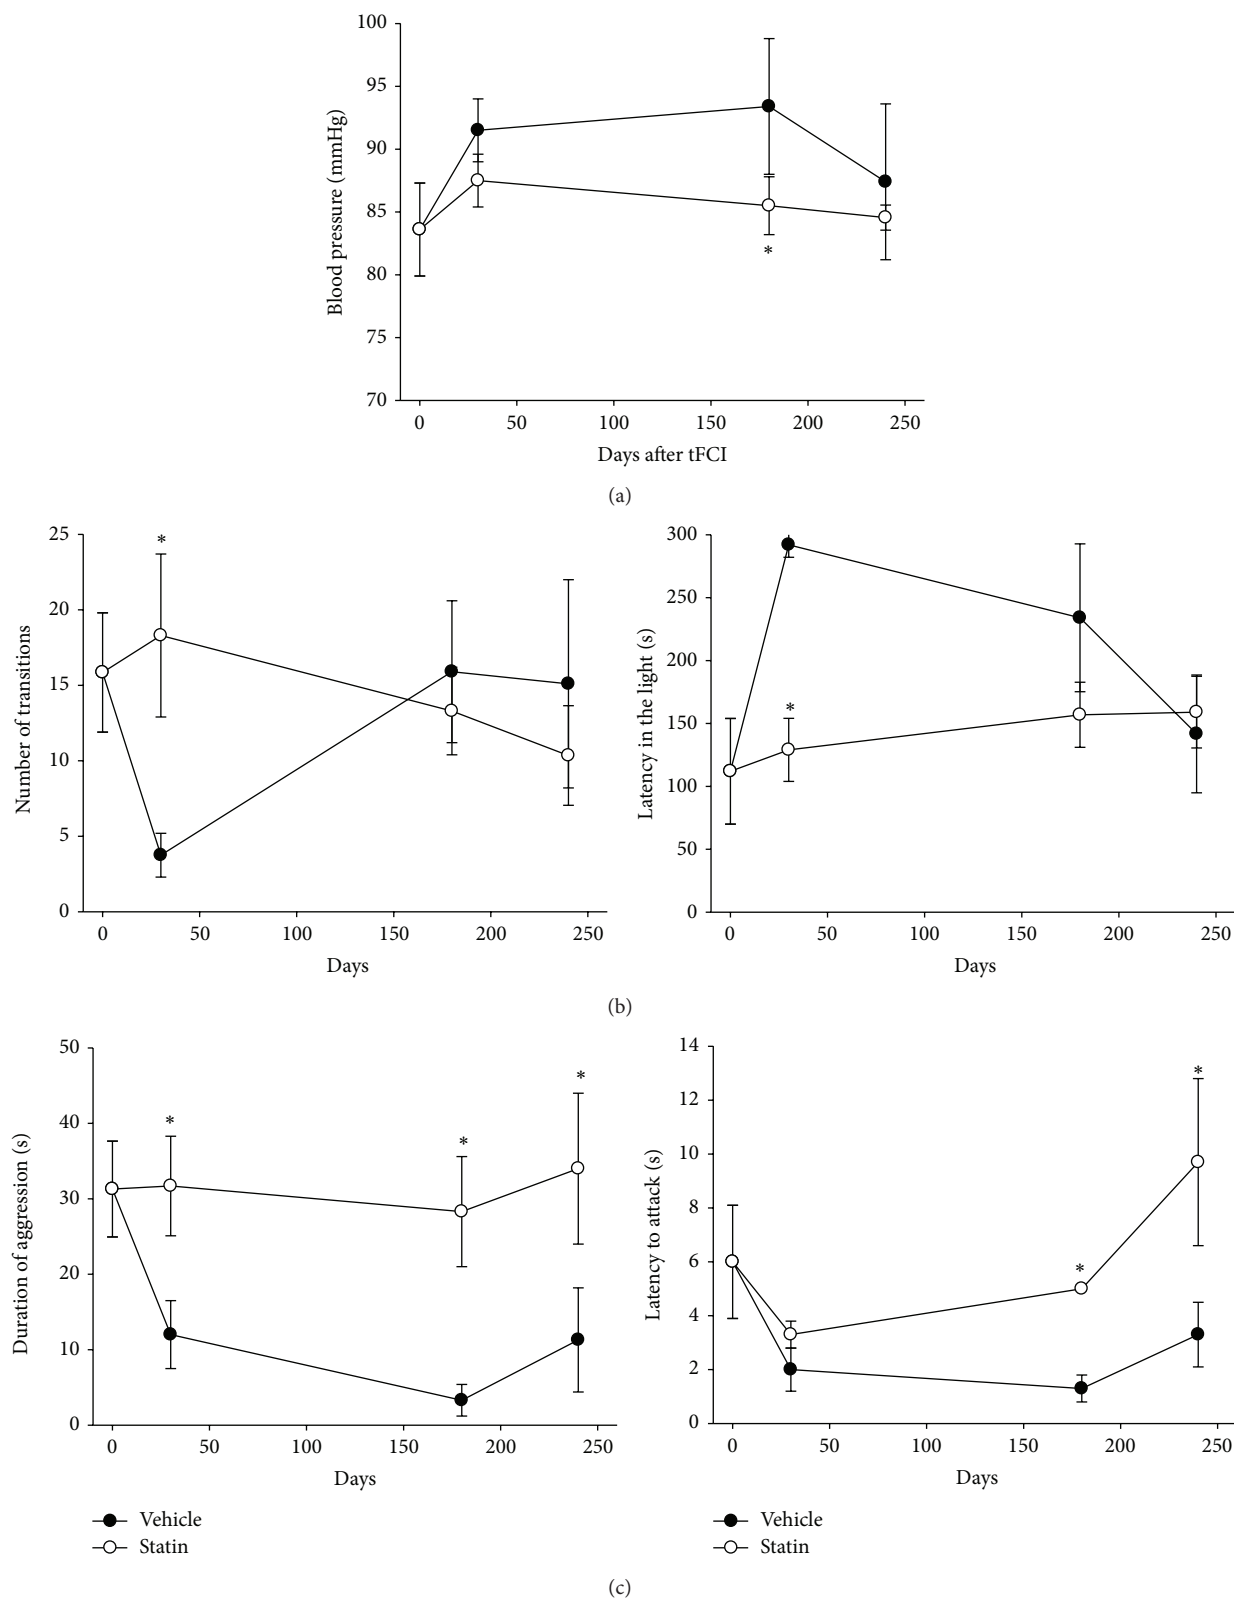 100
95
90
85
80
75
70
Blood pressure (mmHg)
*
0 50 100 150 200 250
Days after tFCI
(a)
25
20
15
10
5
0
Number of transitions
*
0 50 100 150 200 250
Days
300
250
200
150
100
50
0
Latency in the light (s)
*
0 50 100 150 200 250
Days
(b)
50
40
30
20
10
0
Duration of aggression (s)
* * *
0 50 100 150 200 250
Days
Vehicle
Statin
14
12
10
8
6
4
2
0
Latency to attack (s)
* *
0 50 100 150 200 250
Days
Vehicle
Statin
(c)